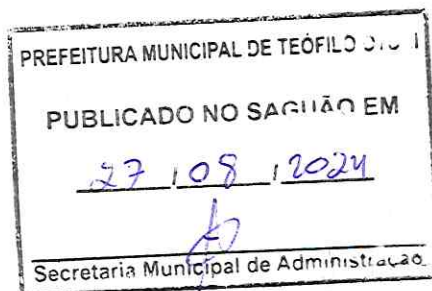 PREFEITURA MUNICIPAL DE TEÓFILO
PUBLICADO NO SAGUÃO EM
27 / 08 / 2024
Secretaria Municipal de Administração